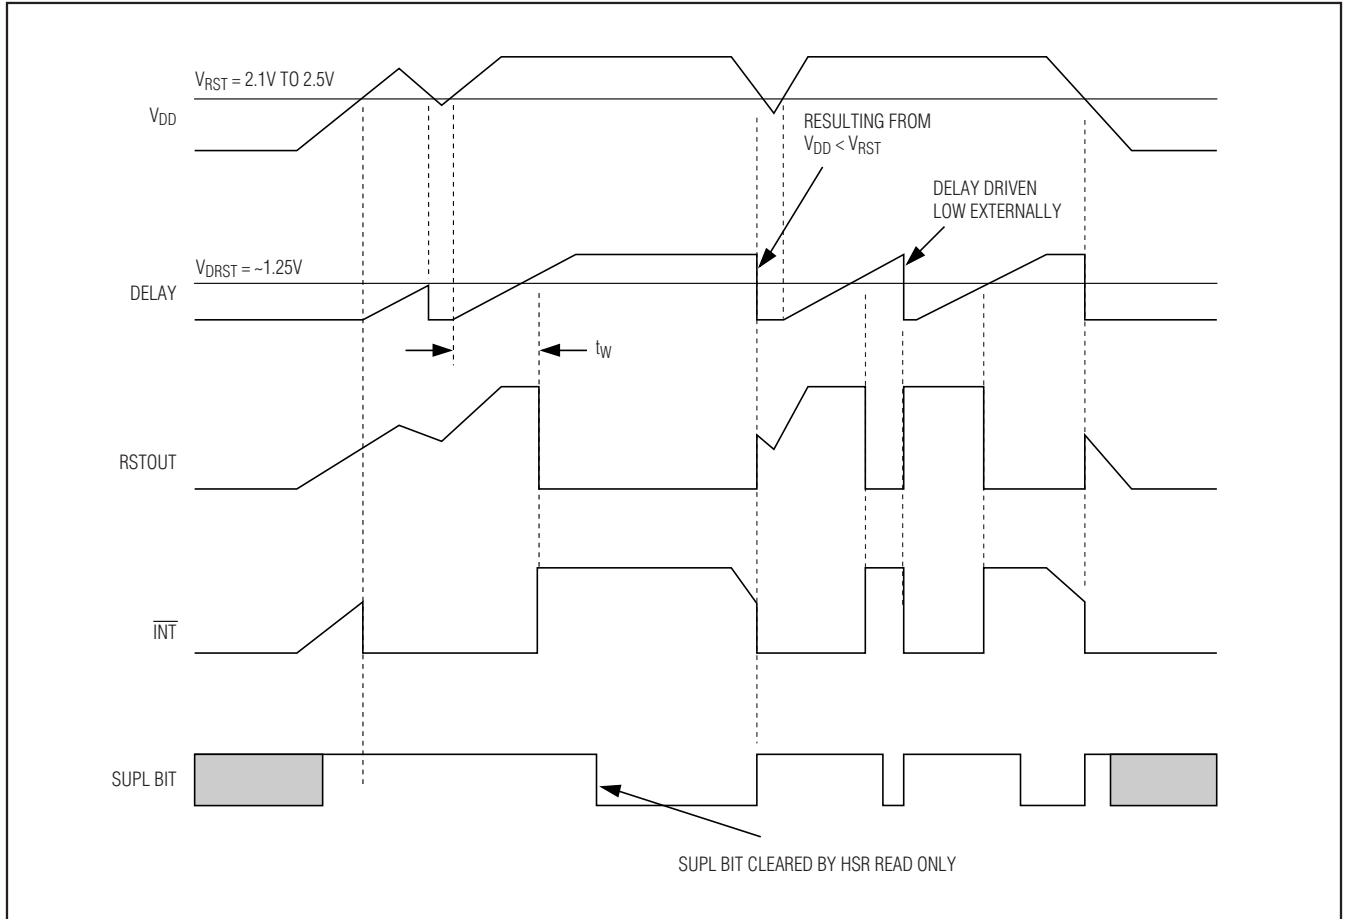 V_RST = 2.1V TO 2.5V
V_DD
RESULTING FROM
V_DD < V_RST
DELAY DRIVEN
LOW EXTERNALLY
V_DRST = ~1.25V
DELAY
t_W
RSTOUT
INT
SUPL BIT
SUPL BIT CLEARED BY HSR READ ONLY